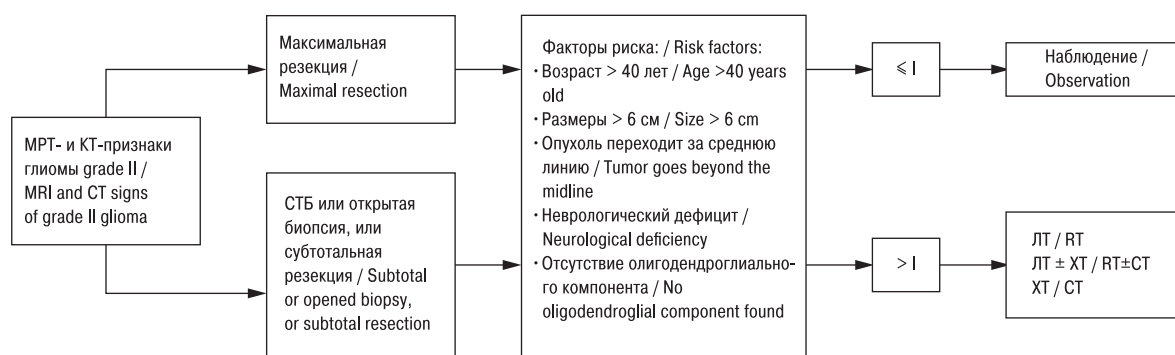 МРТ- и КТ-признаки
глиомы grade II /
MRI and CT signs
of grade II glioma
Максимальная
резекция /
Maximal resection
СТБ или открытая
биопсия, или
субтотальная
резекция / Subtotal
or opened biopsy,
or subtotal resection
Факторы риска: / Risk factors:
· Возраст > 40 лет / Age >40 years
old
· Размеры > 6 см / Size > 6 cm
· Опухоль переходит за среднюю
линию / Tumor goes beyond the
midline
· Неврологический дефицит /
Neurological deficiency
· Отсутствие олигодендроглиально-
го компонента / No
oligodendroglial component found
⩽ I
Наблюдение /
Observation
> I
ЛТ / RT
ЛТ ± ХТ / RT±CT
ХТ / CT